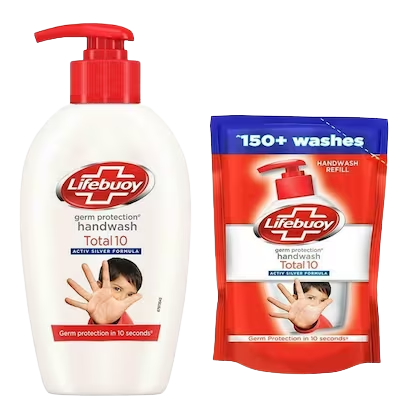 Lifebuoy
germ protection*
handwash
Total 10
ACTIV SILVER FORMULA
Germ protection in 10 seconds*
*150+ washes
HANDWASH
REFILL
Lifebuoy
germ protection*
handwash
Total 10
ACTIV SILVER FORMULA
Germ Protection in 10 seconds*